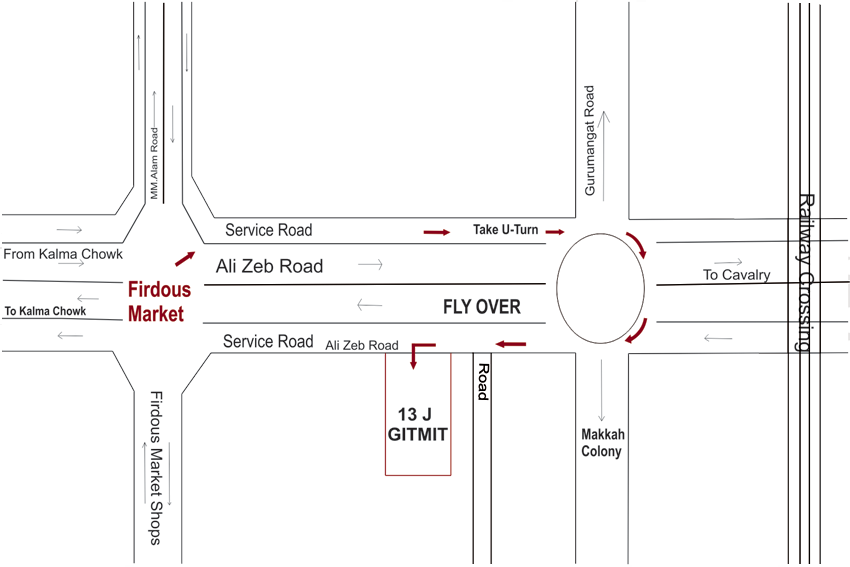 MM.Alam Road
Gurumangat Road
Service Road
Take U-Turn
From Kalma Chowk
Ali Zeb Road
To Cavalry
Railway Crossing
Firdous
Market
To Kalma Chowk
FLY OVER
Service Road
Ali Zeb Road
Road
13 J
GITMIT
Makkah
Colony
Firdous Market Shops